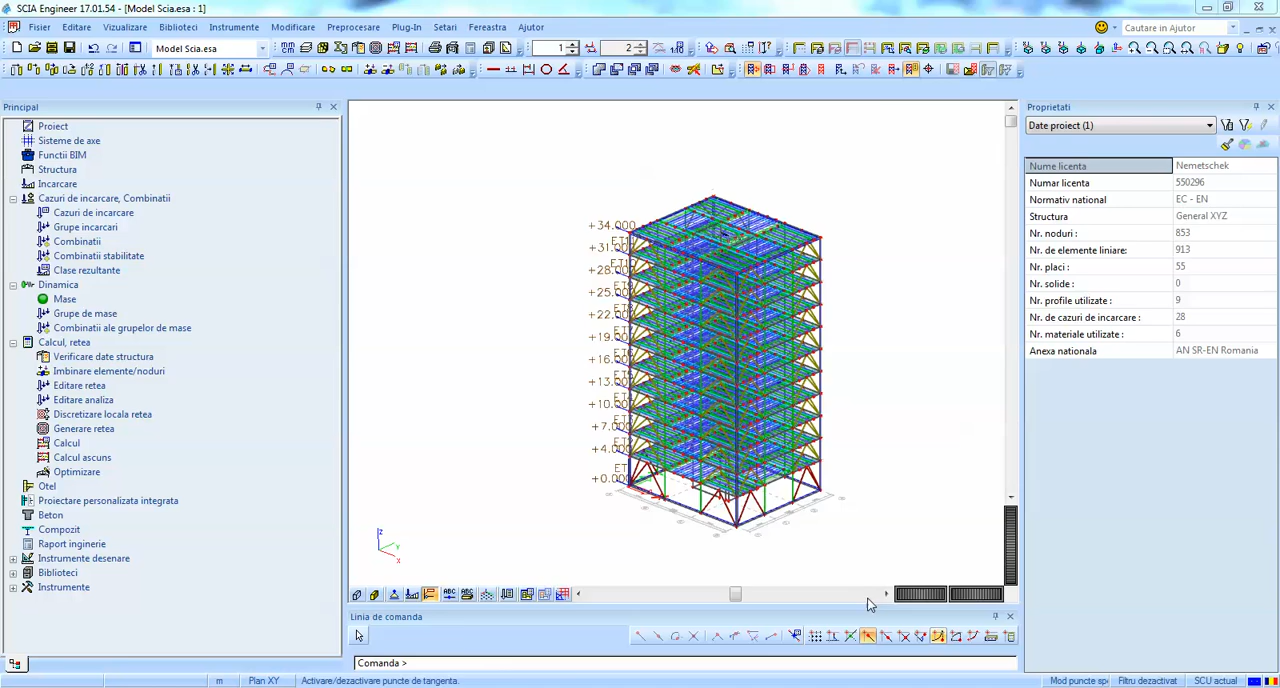 SCIA Engineer 17.01.54 - [Model Scia.esa : 1]
Fisier Editare Vizualizare Biblioteci Instrumente Modificare Preprocesare Plug-In Setari Fereastra Ajutor
Cautare in Ajutor
Model Scia.esa
1
2
Principal
Proiect
Sisteme de axe
Functii BIM
Structura
Incarcare
Cazuri de incarcare, Combinatii
Cazuri de incarcare
Grupe incarcari
Combinatii
Combinatii stabilitate
Clase rezultante
Dinamica
Mase
Grupe de mase
Combinatii ale grupelor de mase
Calcul, retea
Verificare date structura
Imbinare elemente/noduri
Editare retea
Editare analiza
Discretizare locala retea
Generare retea
Calcul
Calcul ascuns
Optimizare
Otel
Proiectare personalizata integrata
Beton
Compozit
Raport inginerie
Instrumente desenare
Biblioteci
Instrumente
+34.000
+31.000
+28.000
+25.000
+22.000
+19.000
+16.000
+13.000
+10.000
+7.000
+4.000
ET
+0.000
Z
Y
X
Linia de comanda
Comanda >
Proprietati
Date proiect (1)
Nume licenta Nemetschek
Numar licenta 550296
Normativ national EC - EN
Structura General XYZ
Nr. noduri : 853
Nr. de elemente liniare: 913
Nr. placi : 55
Nr. solide : 0
Nr. profile utilizate : 9
Nr. de cazuri de incarcare : 28
Nr. materiale utilizate : 6
Anexa nationala AN SR-EN Romania
m Plan XY Activare/dezactivare puncte de tangenta. Mod puncte sp Filtru dezactivat SCU actual